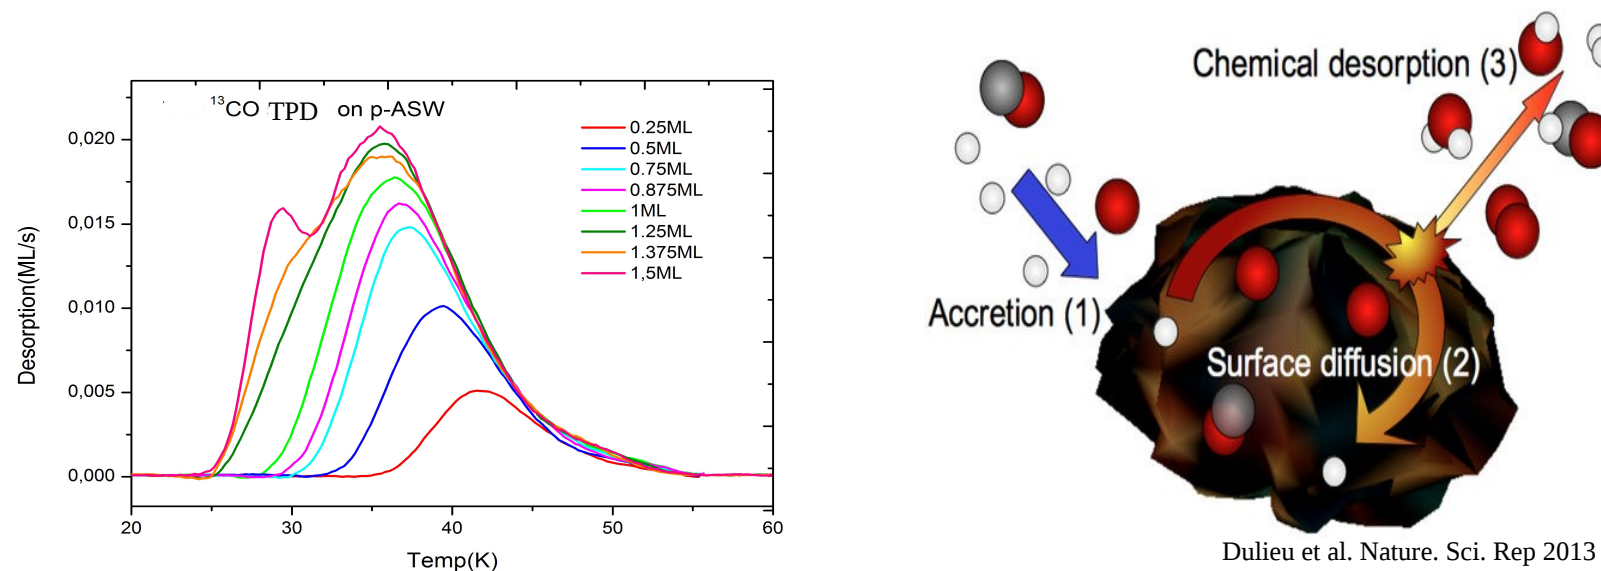 ¹³CO TPD on p-ASW
0.25ML
0.5ML
0.75ML
0.875ML
1ML
1.25ML
1.375ML
1,5ML
Desorption(ML/s)
0,020
0,015
0,010
0,005
0,000
20 30 40 50 60
Temp(K)
Chemical desorption (3)
Accretion (1)
Surface diffusion (2)
Dulieu et al. Nature. Sci. Rep 2013